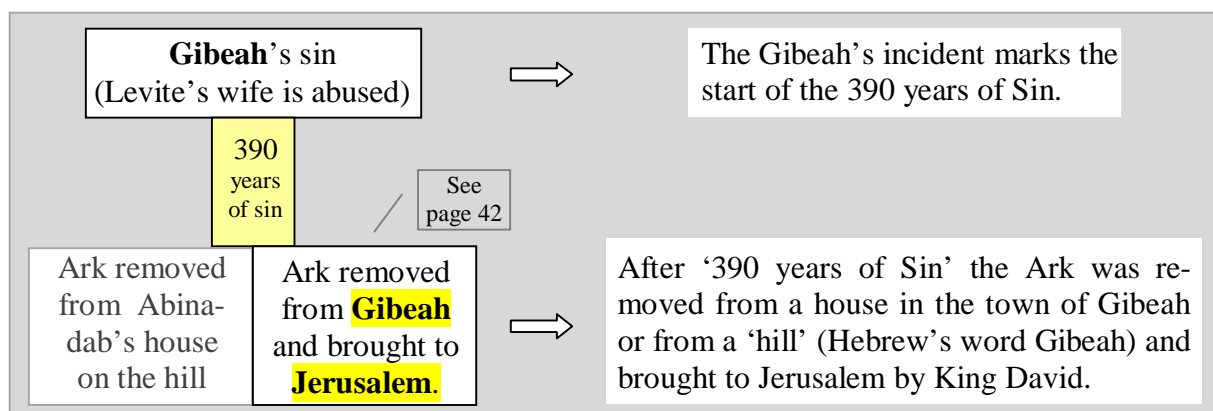 Gibeah’s sin
(Levite’s wife is abused)
The Gibeah’s incident marks the
start of the 390 years of Sin.
390
years
of sin
See
page 42
Ark removed
from Abina-
dab’s house
on the hill
Ark removed
from Gibeah
and brought to
Jerusalem.
After ‘390 years of Sin’ the Ark was re-
moved from a house in the town of Gibeah
or from a ‘hill’ (Hebrew’s word Gibeah) and
brought to Jerusalem by King David.